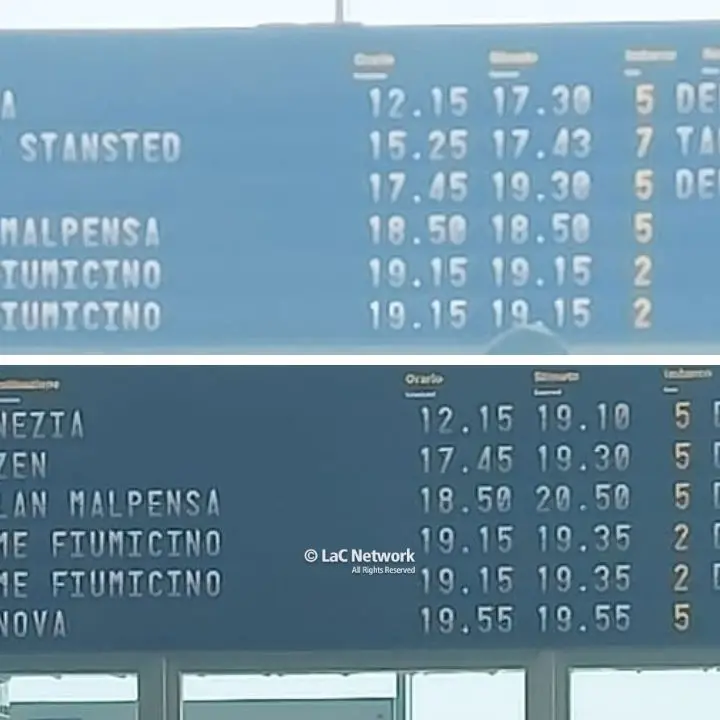 Orario Stimato Imbarco
A 12.15 17.30 5 DE
STANSTED 15.25 17.43 7 TA
17.45 19.30 5 DE
MALPENSA 18.50 18.50 5
IUMICINO 19.15 19.15 2
IUMICINO 19.15 19.15 2
Orario Stimato Imbarco
NEZIA 12.15 19.10 5
ZEN 17.45 19.30 5
LAN MALPENSA 18.50 20.50 5
ME FIUMICINO 19.15 19.35 2
© LaC Network
All Rights Reserved
ME FIUMICINO 19.15 19.35 2
NOVA 19.55 19.55 5